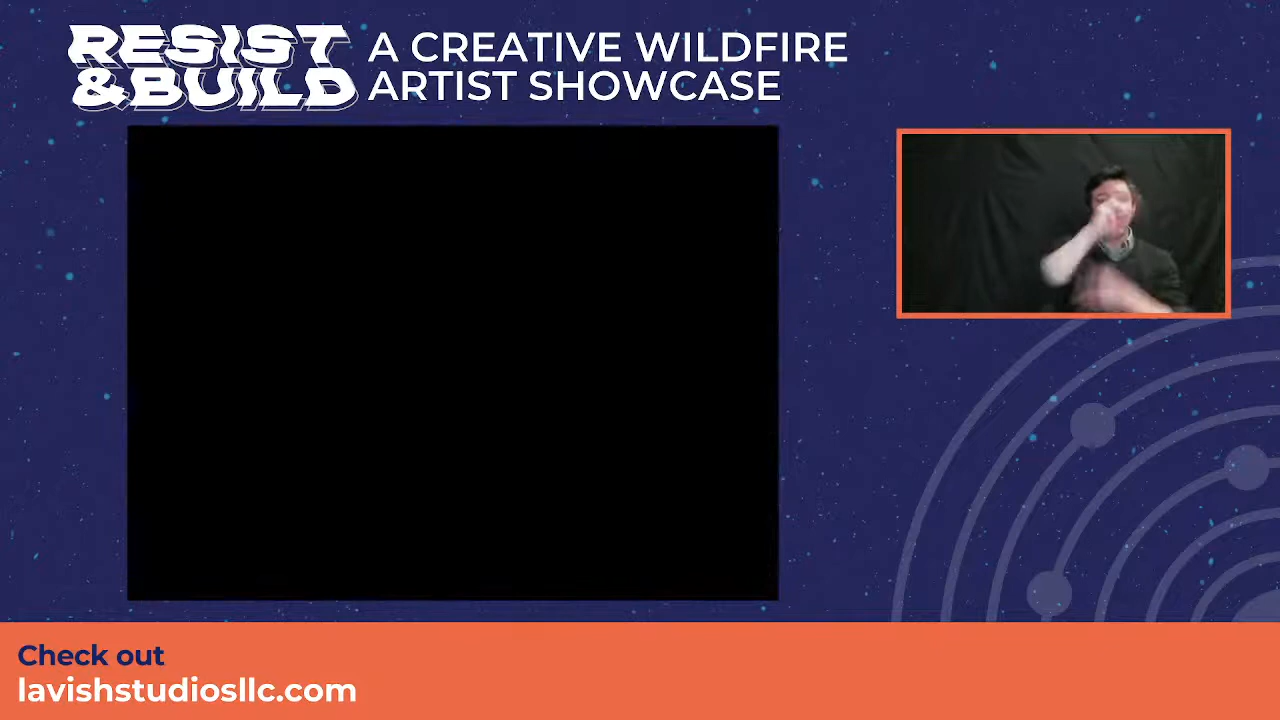 RESIST
&BUILD
A CREATIVE WILDFIRE
ARTIST SHOWCASE
Check out
lavishstudiosllc.com